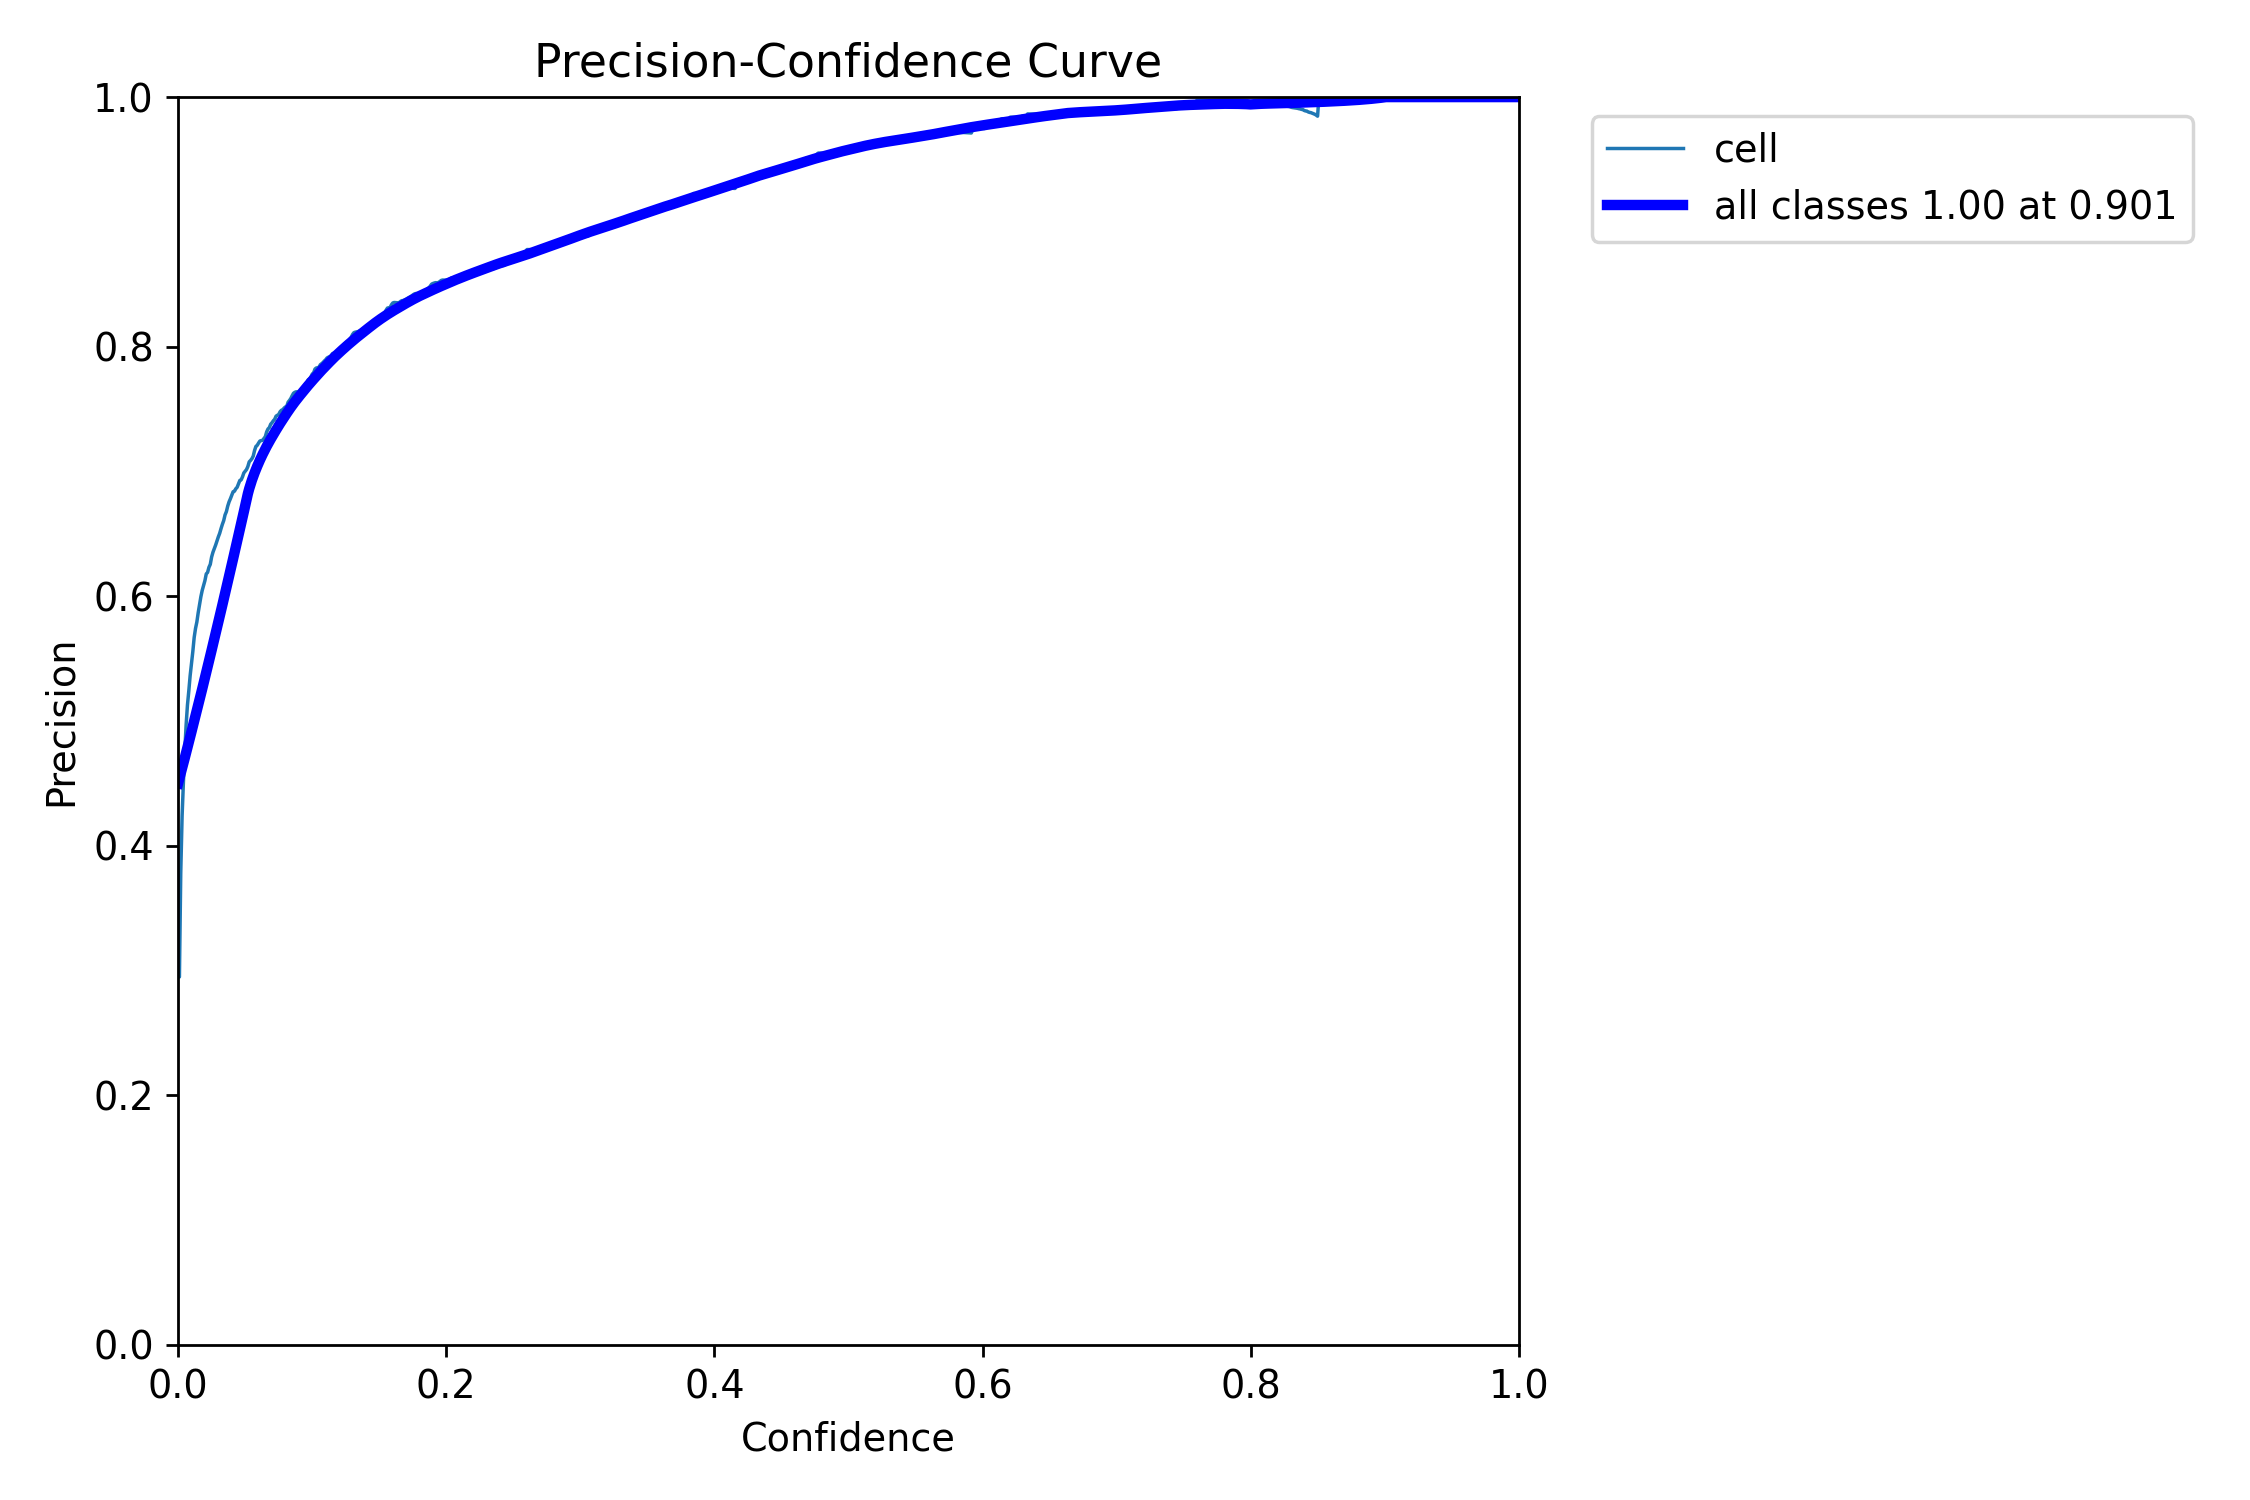 Precision-Confidence Curve
1.0
0.8
0.6
0.4
0.2
0.0
Precision
0.0 0.2 0.4 0.6 0.8 1.0
Confidence
cell
all classes 1.00 at 0.901